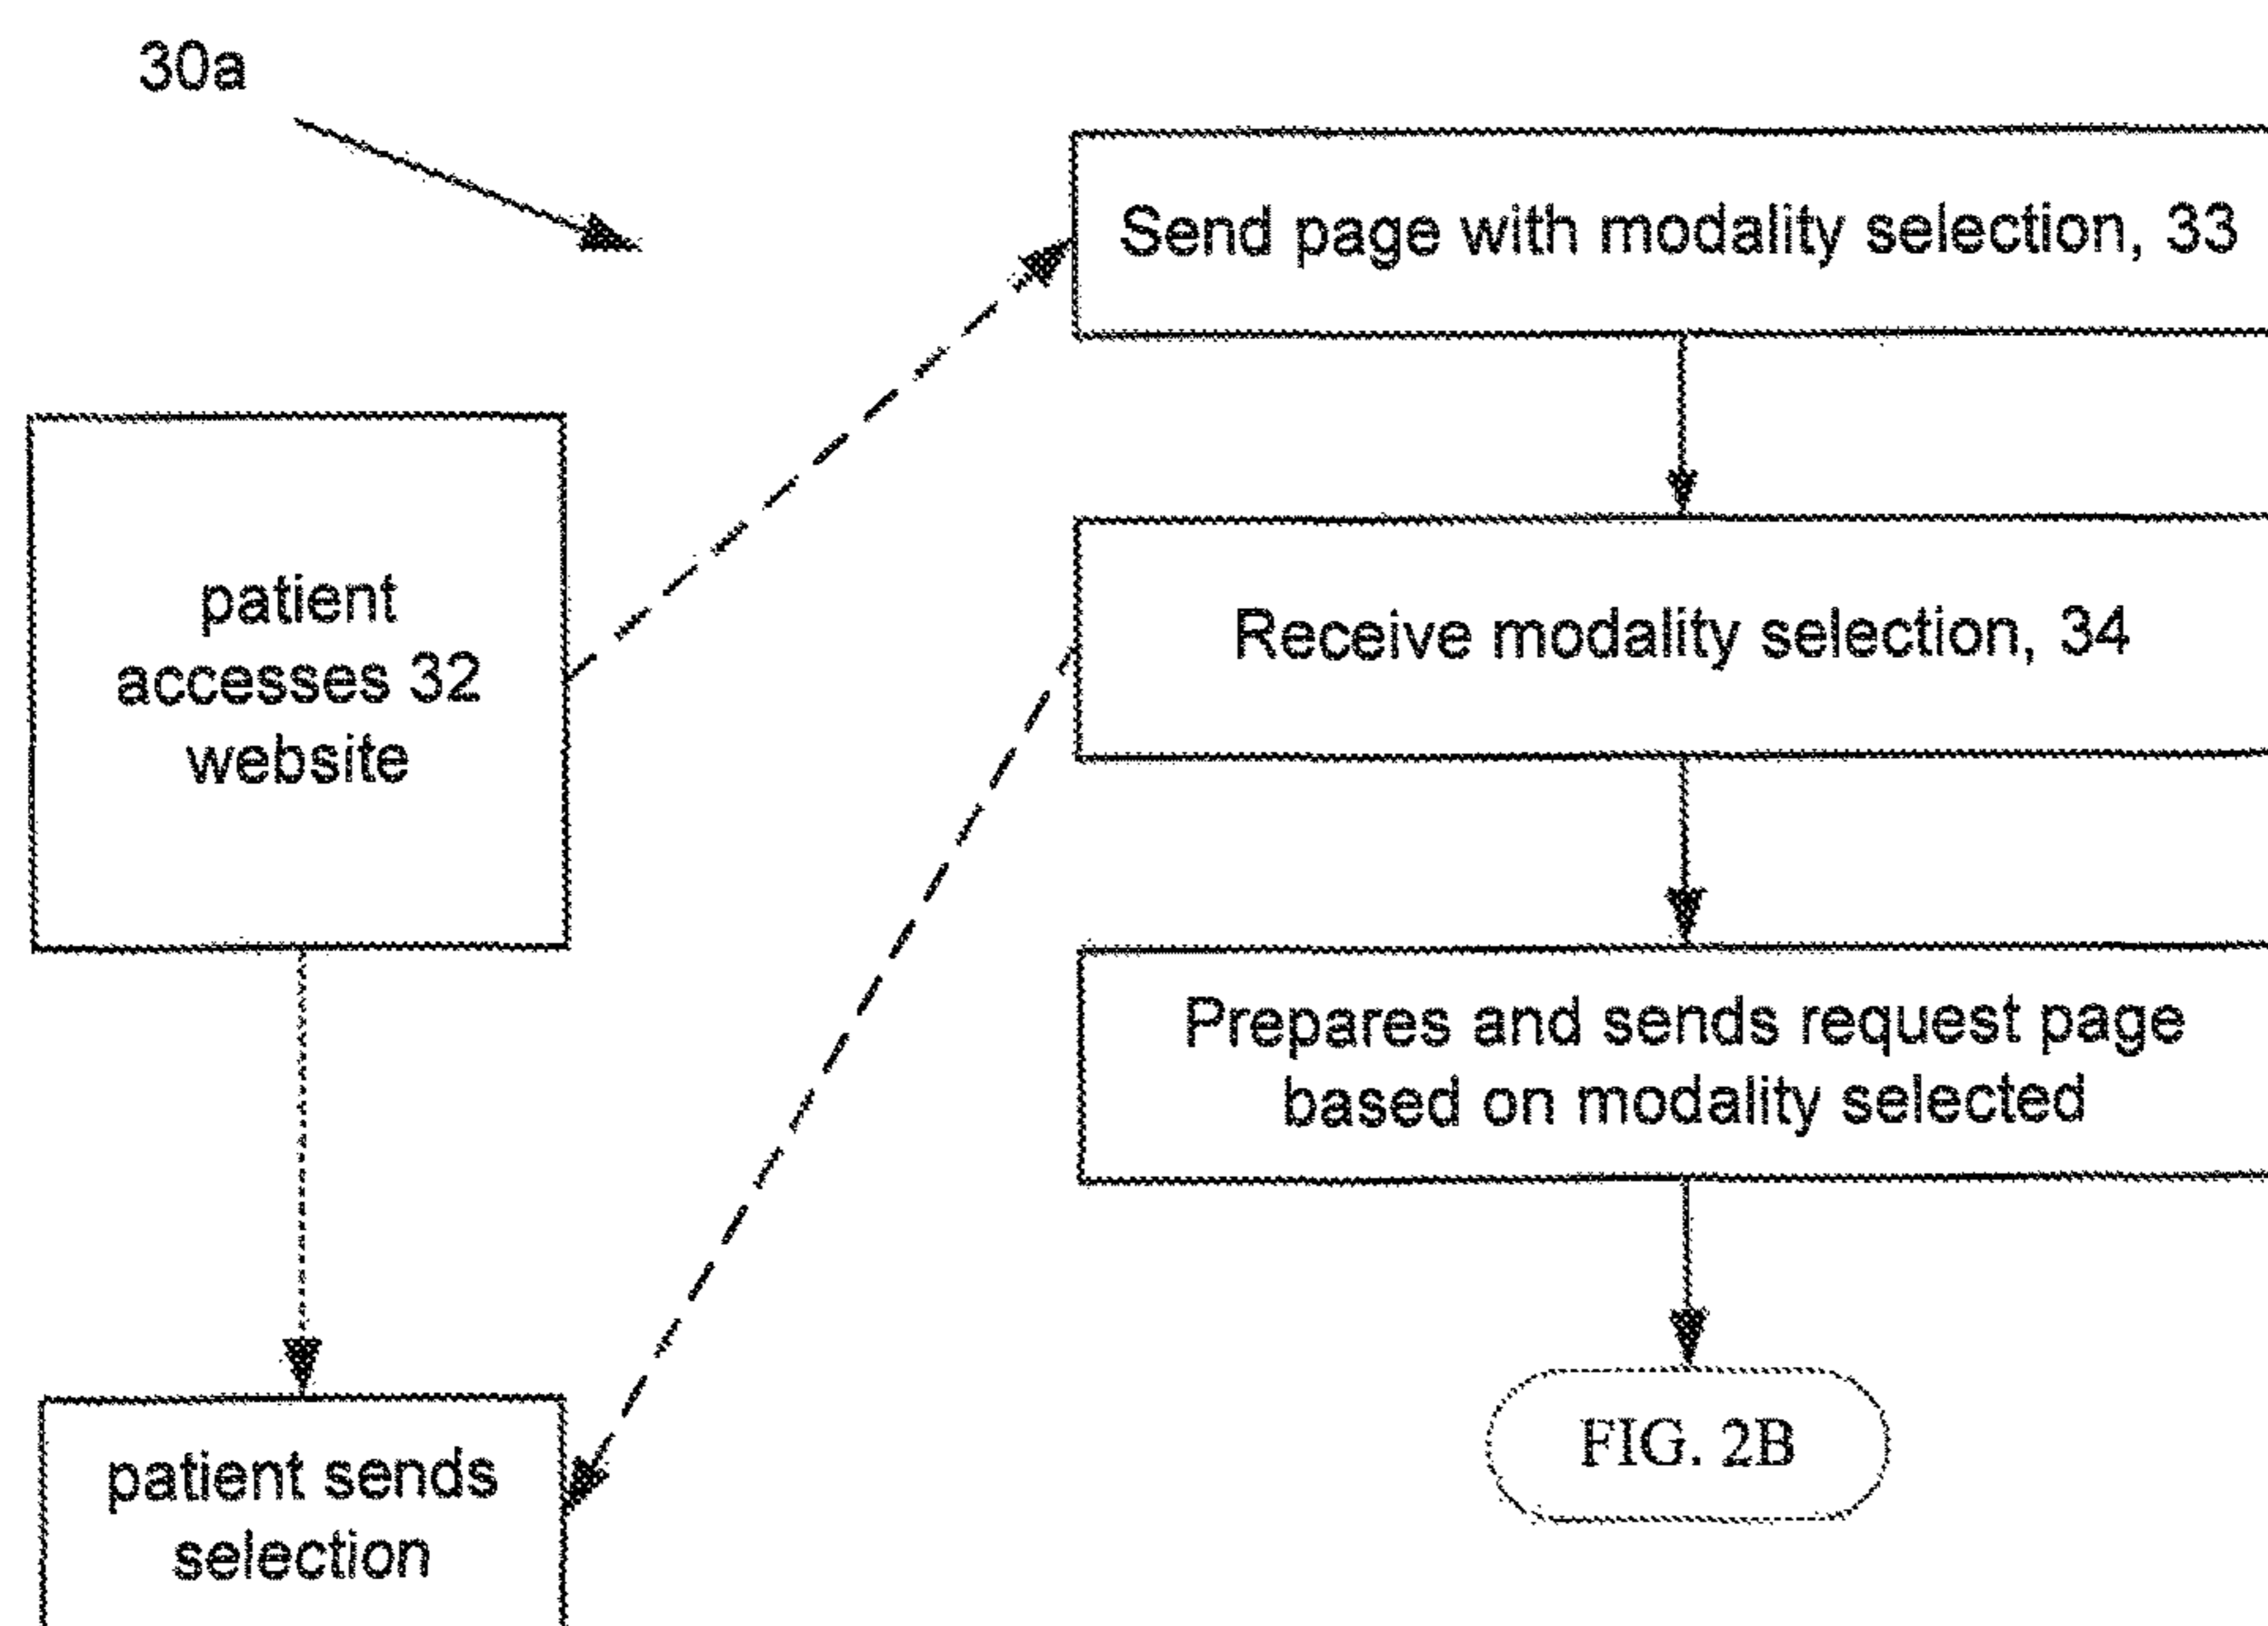 30a
Send page with modality selection, 33
patient
accesses 32
website
Receive modality selection, 34
Prepares and sends request page
based on modality selected
patient sends
selection
FIG. 2B